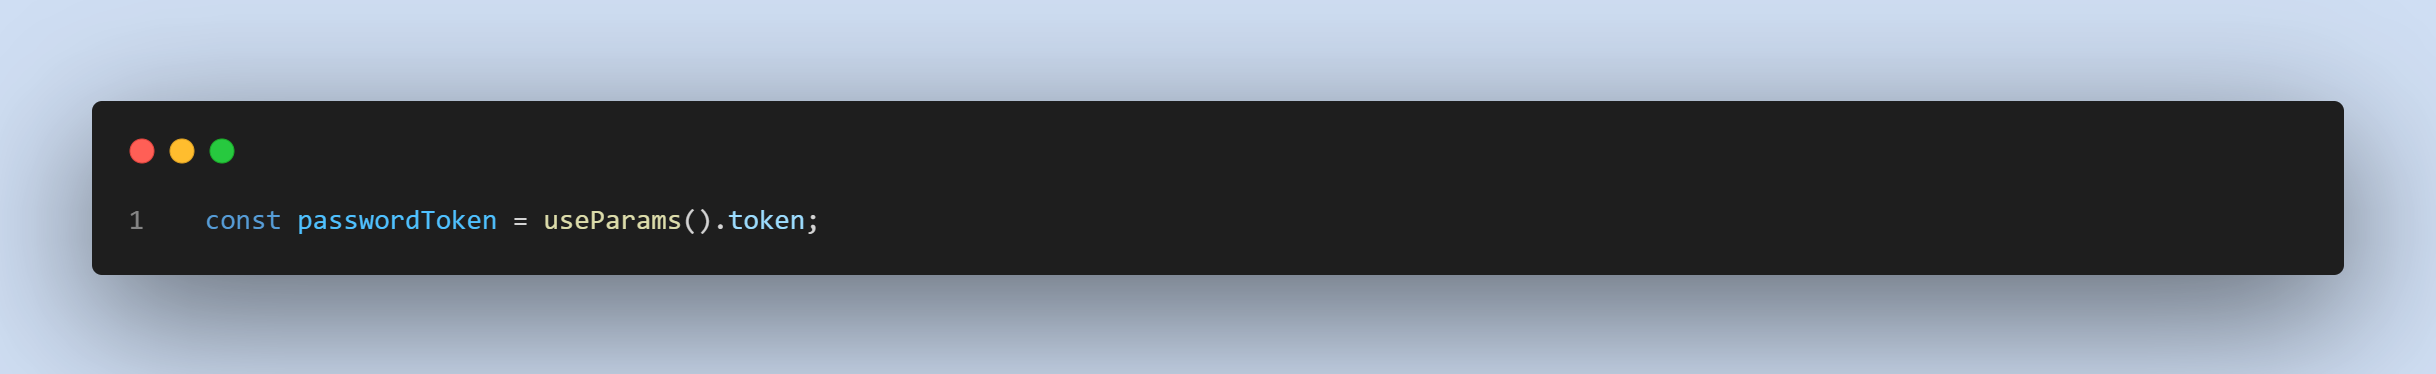 1 const passwordToken = useParams().token;